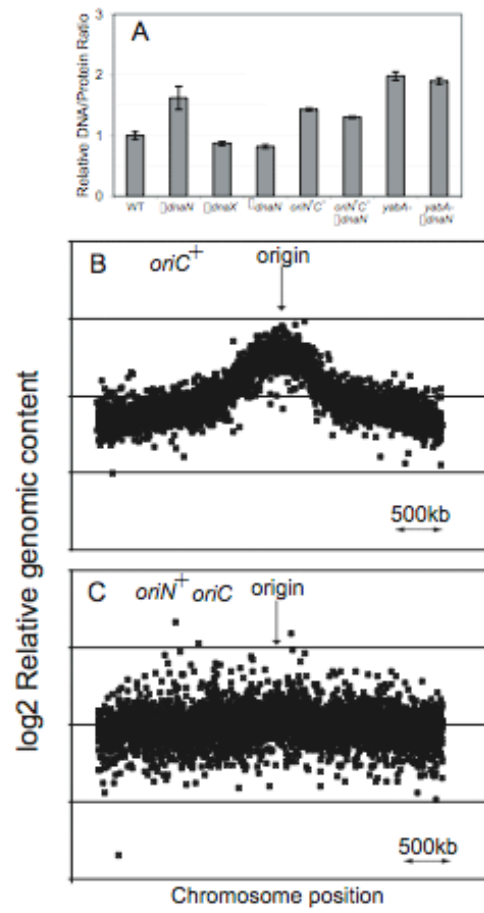 A
Relative DNA/Protein Ratio
3
2
1
0
WT
▯dnaN
▯dnaX
▯dnaN
oriN⁺C⁻
oriN⁺C⁻
▯dnaN
yabA-
yabA-
▯dnaN
B
oriC⁺
origin
500kb
C
oriN⁺ oriC
origin
500kb
log2 Relative genomic content
Chromosome position